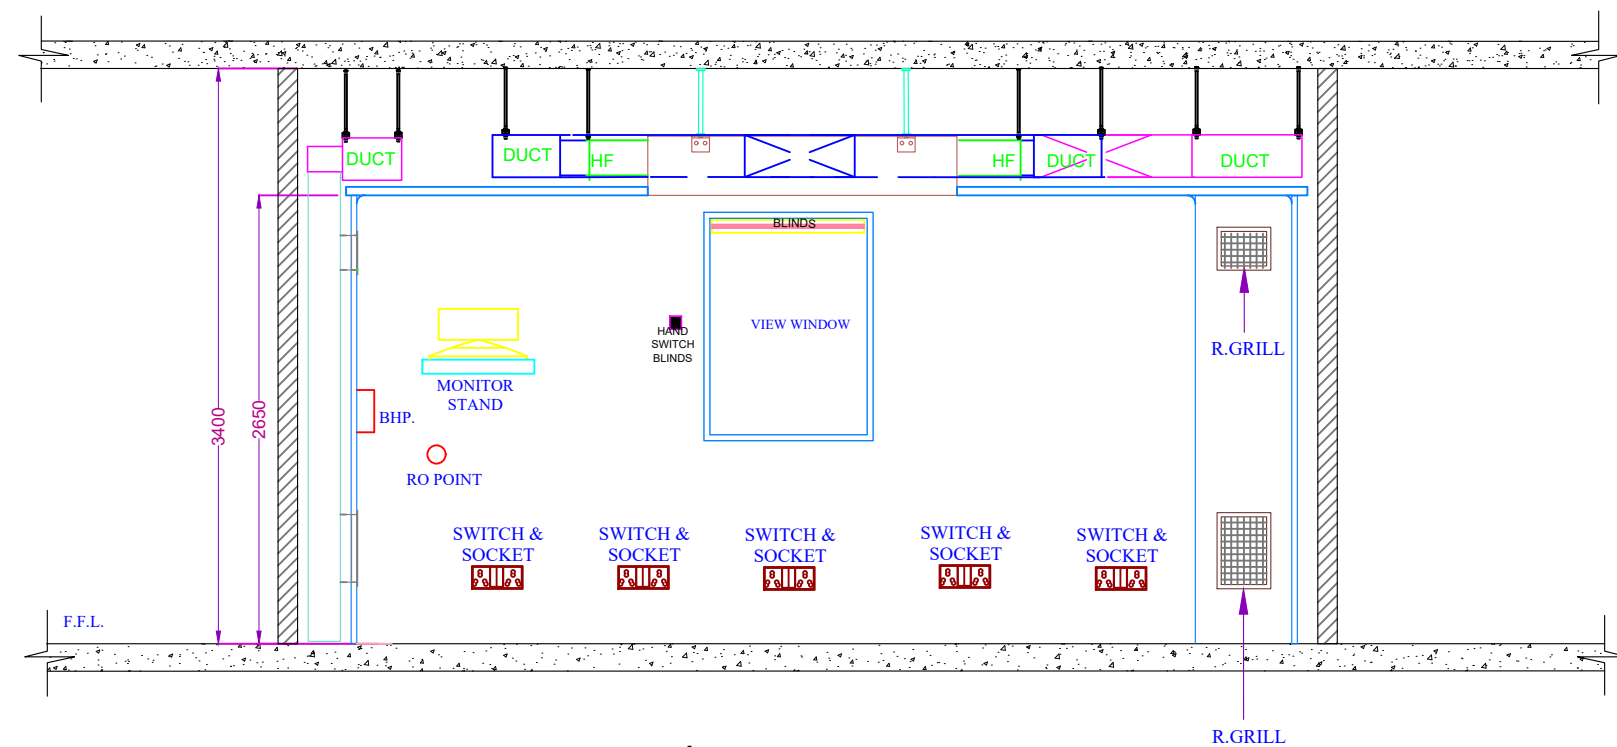 DUCT
DUCT
HF
HF
DUCT
DUCT
BLINDS
VIEW WINDOW
HAND
SWITCH
BLINDS
R.GRILL
MONITOR
STAND
BHP.
3400
2650
RO POINT
SWITCH &
SOCKET
SWITCH &
SOCKET
SWITCH &
SOCKET
SWITCH &
SOCKET
SWITCH &
SOCKET
F.F.L.
R.GRILL